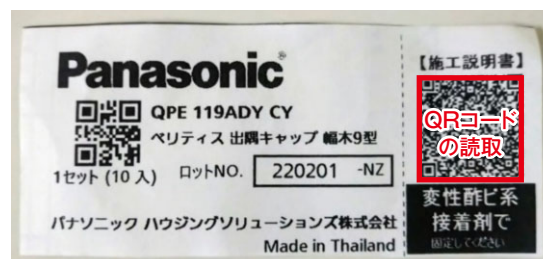 Panasonic®
QPE 119ADY CY
ベリティス 出隅キャップ 幅木9型
1セット (10 入) ロットNO. 220201 -NZ
パナソニック ハウジングソリューションズ株式会社
Made in Thailand
【施工説明書】
QRコード
の読取
変性酢ビ系
接着剤で
固定してください